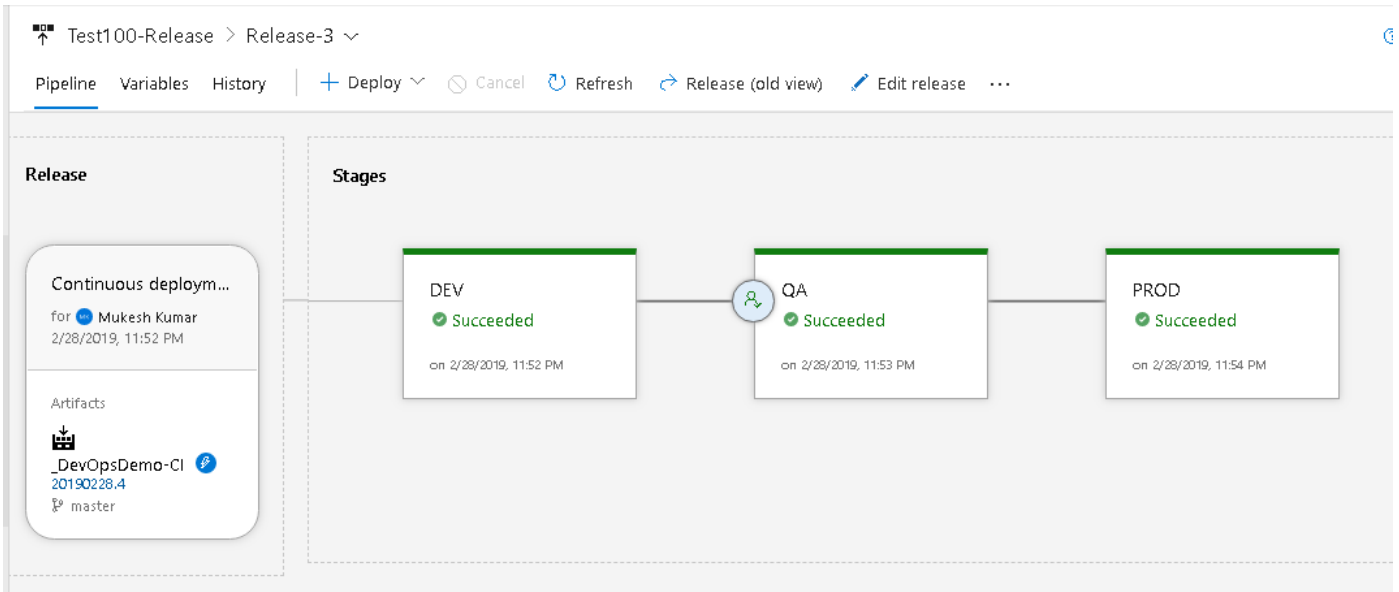 Test100-Release > Release-3
Pipeline Variables History + Deploy Cancel Refresh Release (old view) Edit release ...
Release
Stages
Continuous deploym...
for Mukesh Kumar
2/28/2019, 11:52 PM
Artifacts
_DevOpsDemo-CI
20190228.4
master
DEV
Succeeded
on 2/28/2019, 11:52 PM
QA
Succeeded
on 2/28/2019, 11:53 PM
PROD
Succeeded
on 2/28/2019, 11:54 PM